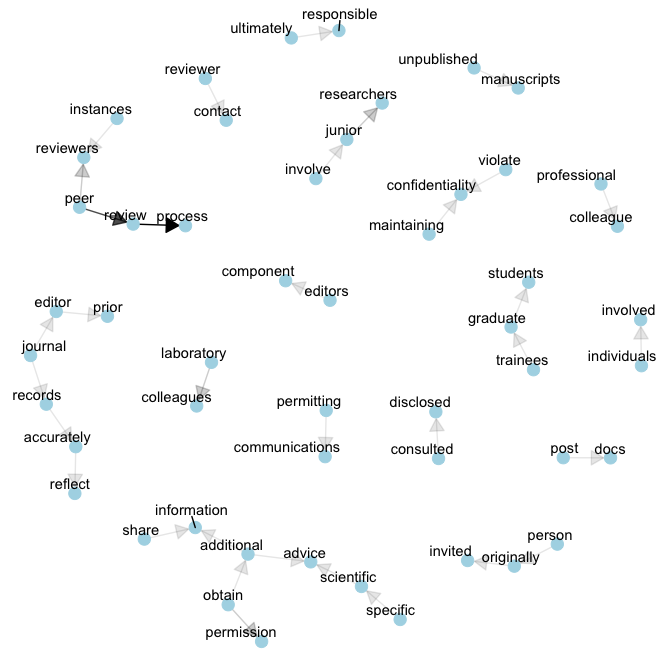 responsible
ultimately
unpublished
reviewer
manuscripts
researchers
instances
contact
junior
reviewers
violate
involve
professional
confidentiality
peer
review process
colleague
maintaining
component
students
editors
editor
prior
involved
graduate
journal
laboratory
trainees
individuals
records
colleagues
permitting
disclosed
accurately
communications
consulted
post docs
reflect
information
share
person
additional
advice
invited
originally
scientific
obtain
specific
permission